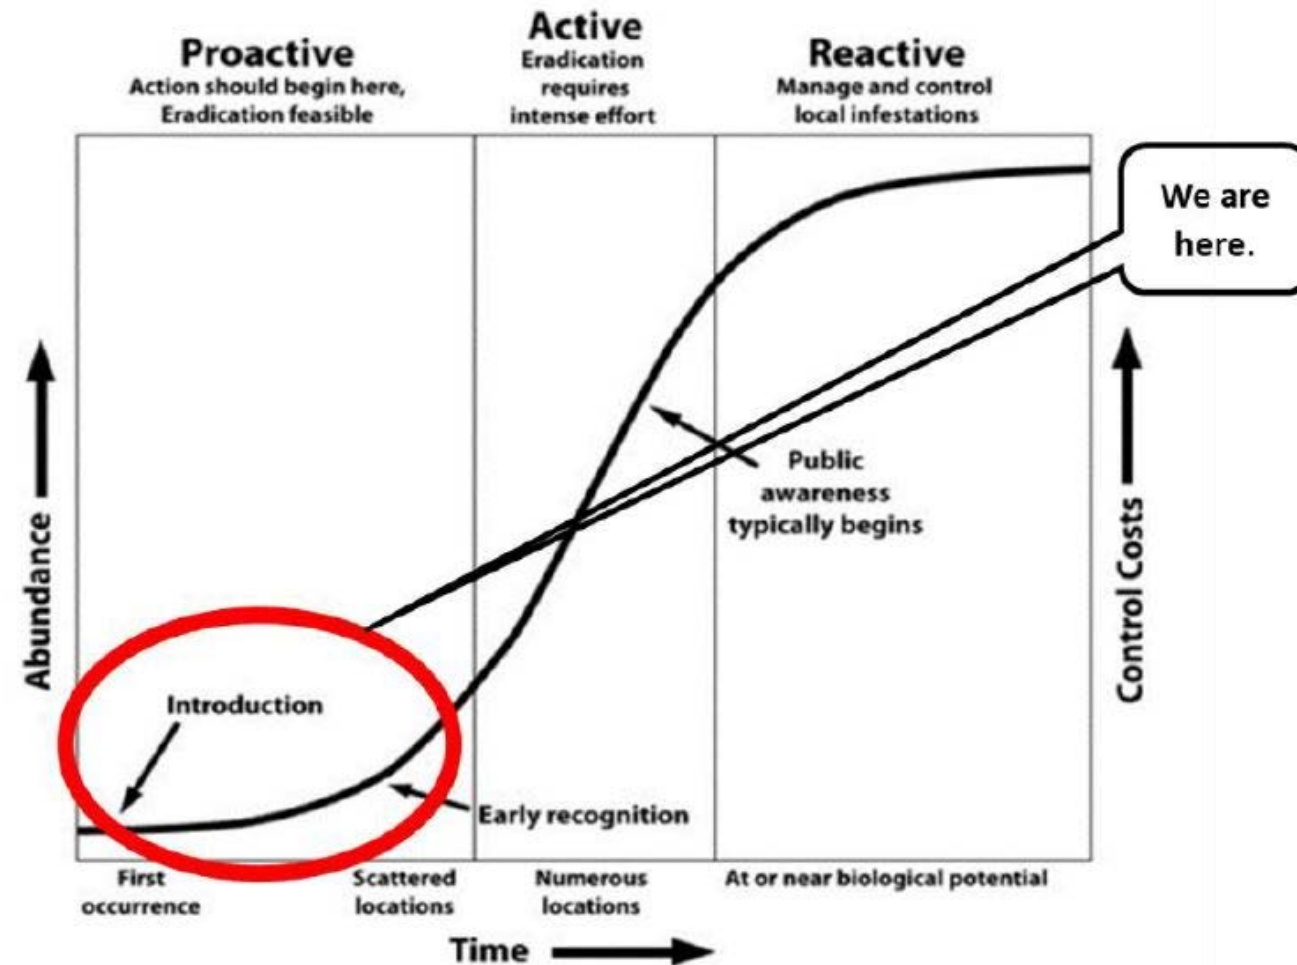 Proactive
Action should begin here,
Eradication feasible
Active
Eradication
requires
intense effort
Reactive
Manage and control
local infestations
We are
here.
Abundance
Introduction
Early recognition
Public
awareness
typically begins
Control Costs
First
occurrence
Scattered
locations
Numerous
locations
At or near biological potential
Time